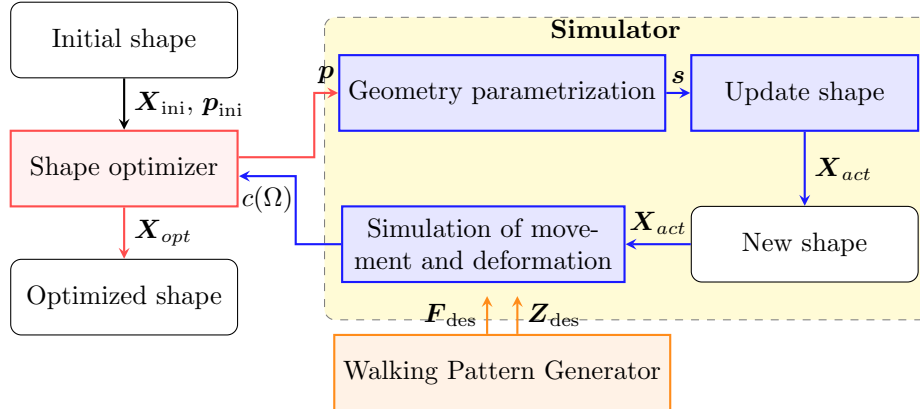 Initial shape
Simulator
X_ini, p_ini
p
Geometry parametrization
s
Update shape
Shape optimizer
c(Ω)
X_act
X_opt
Simulation of move-
ment and deformation
X_act
New shape
Optimized shape
F_des
Z_des
Walking Pattern Generator